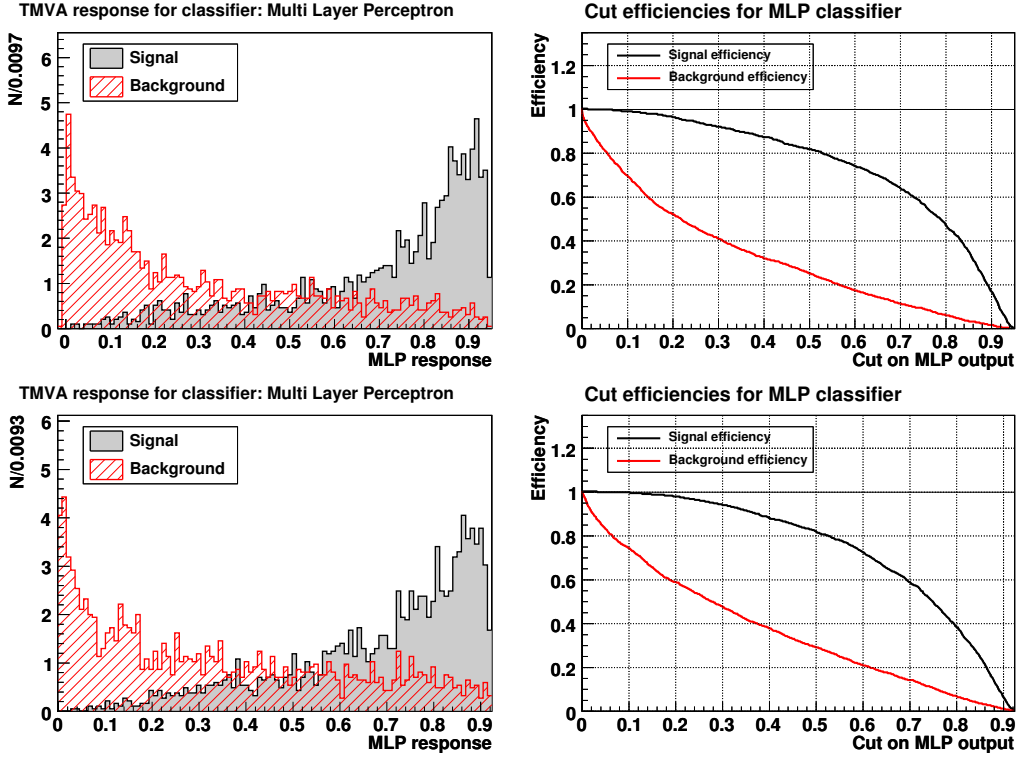 TMVA response for classifier: Multi Layer Perceptron
N/0.0097
6
5
4
3
2
1
0
Signal
Background
0 0.1 0.2 0.3 0.4 0.5 0.6 0.7 0.8 0.9
MLP response
Cut efficiencies for MLP classifier
Efficiency
1.2
1
0.8
0.6
0.4
0.2
0
Signal efficiency
Background efficiency
0 0.1 0.2 0.3 0.4 0.5 0.6 0.7 0.8 0.9
Cut on MLP output
TMVA response for classifier: Multi Layer Perceptron
N/0.0093
6
5
4
3
2
1
0
Signal
Background
0 0.1 0.2 0.3 0.4 0.5 0.6 0.7 0.8 0.9
MLP response
Cut efficiencies for MLP classifier
Efficiency
1.2
1
0.8
0.6
0.4
0.2
0
Signal efficiency
Background efficiency
0 0.1 0.2 0.3 0.4 0.5 0.6 0.7 0.8 0.9
Cut on MLP output